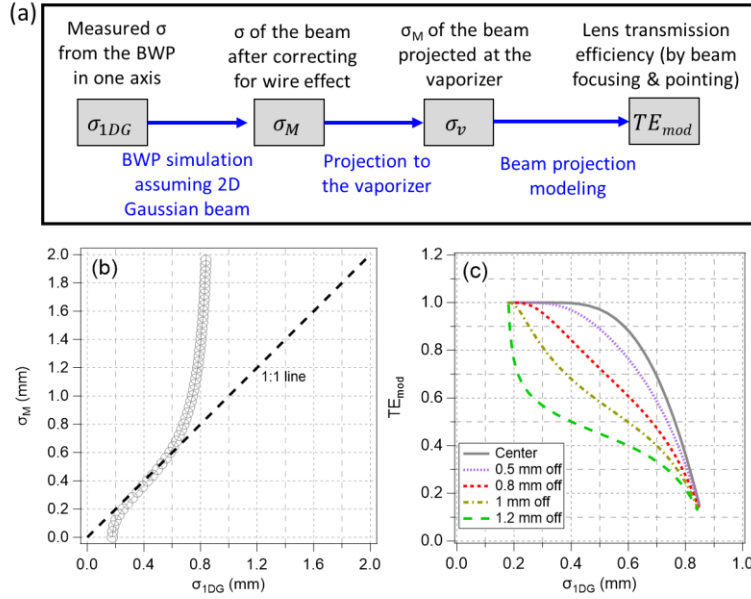 (a)
Measured σ
from the BWP
in one axis
σ of the beam
after correcting
for wire effect
σM of the beam
projected at the
vaporizer
Lens transmission
efficiency (by beam
focusing & pointing)
σ1DG
σM
σv
TEmod
BWP simulation
assuming 2D
Gaussian beam
Projection to
the vaporizer
Beam projection
modeling
(b)
2.0
1.8
1.6
1.4
1.2
1.0
0.8
0.6
0.4
0.2
0.0
σM (mm)
1:1 line
0.0 0.4 0.8 1.2 1.6 2.0
σ1DG (mm)
(c)
1.2
1.0
0.8
0.6
0.4
0.2
0.0
TEmod
Center
0.5 mm off
0.8 mm off
1 mm off
1.2 mm off
0.0 0.2 0.4 0.6 0.8 1.0
σ1DG (mm)